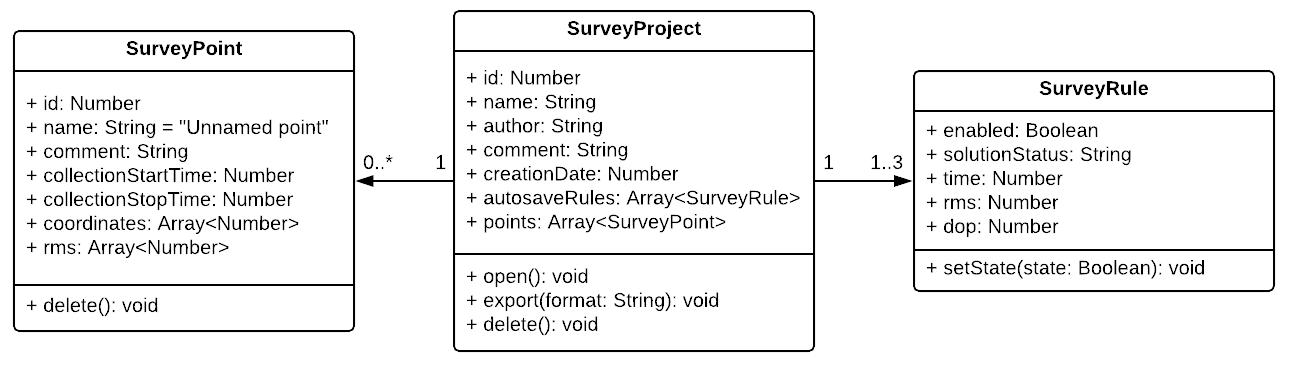 SurveyPoint
+ id: Number
+ name: String = "Unnamed point"
+ comment: String
+ collectionStartTime: Number
+ collectionStopTime: Number
+ coordinates: Array<Number>
+ rms: Array<Number>
+ delete(): void
0..*
1
SurveyProject
+ id: Number
+ name: String
+ author: String
+ comment: String
+ creationDate: Number
+ autosaveRules: Array<SurveyRule>
+ points: Array<SurveyPoint>
+ open(): void
+ export(format: String): void
+ delete(): void
1
1..3
SurveyRule
+ enabled: Boolean
+ solutionStatus: String
+ time: Number
+ rms: Number
+ dop: Number
+ setState(state: Boolean): void